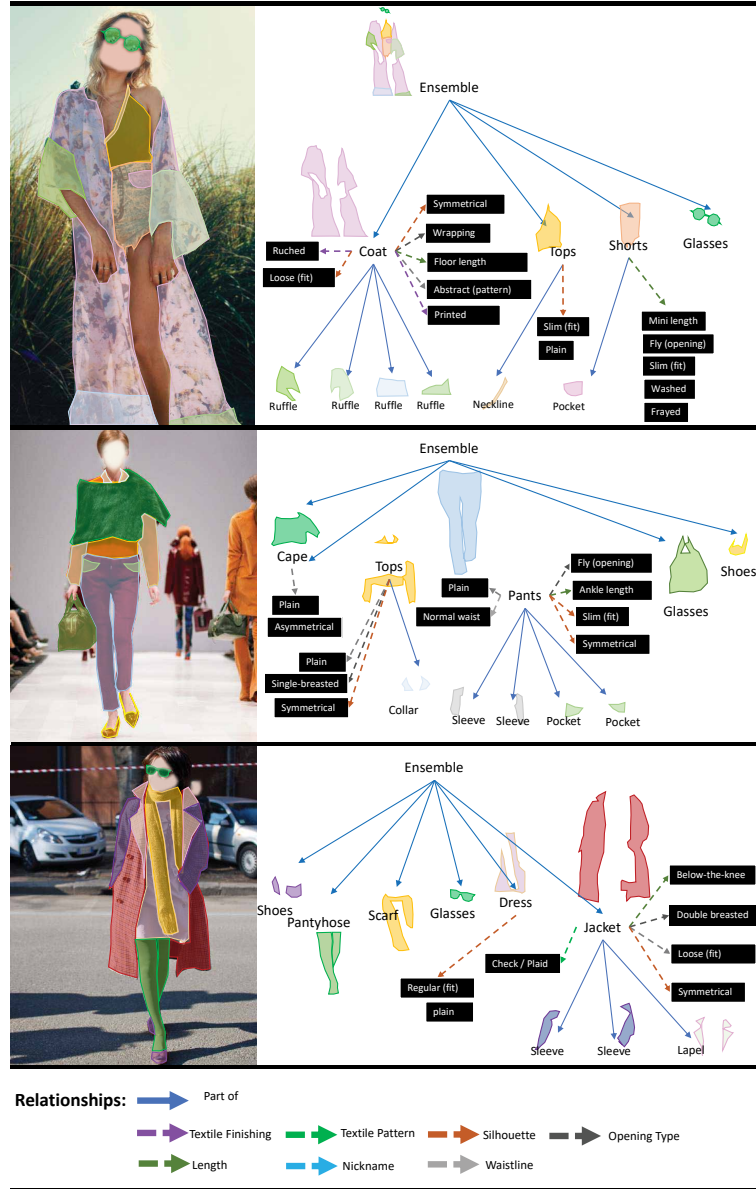 Ensemble
Symmetrical
Wrapping
Ruched
Coat
Floor length
Tops
Shorts
Glasses
Loose (fit)
Abstract (pattern)
Printed
Slim (fit)
Plain
Mini length
Fly (opening)
Slim (fit)
Washed
Frayed
Ruffle
Ruffle
Ruffle
Ruffle
Neckline
Pocket
Ensemble
Cape
Tops
Fly (opening)
Shoes
Plain
Pants
Ankle length
Glasses
Plain
Normal waist
Slim (fit)
Asymmetrical
Symmetrical
Plain
Single-breasted
Symmetrical
Collar
Sleeve
Sleeve
Pocket
Pocket
Ensemble
Below-the-knee
Shoes
Pantyhose
Scarf
Glasses
Dress
Jacket
Double breasted
Check / Plaid
Loose (fit)
Regular (fit)
plain
Symmetrical
Sleeve
Sleeve
Lapel
Relationships: Part of
Textile Finishing Textile Pattern Silhouette Opening Type
Length Nickname Waistline